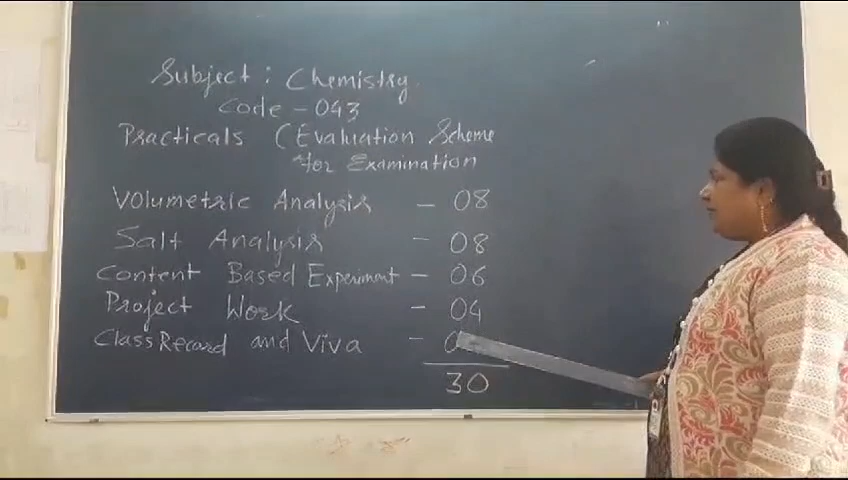 Subject : Chemistry
Code - 043
Practicals (Evaluation Scheme
for Examination
Volumetric Analysis - 08
Salt Analysis - 08
Content Based Experiment - 06
Project Work - 04
Class Record and Viva -
30